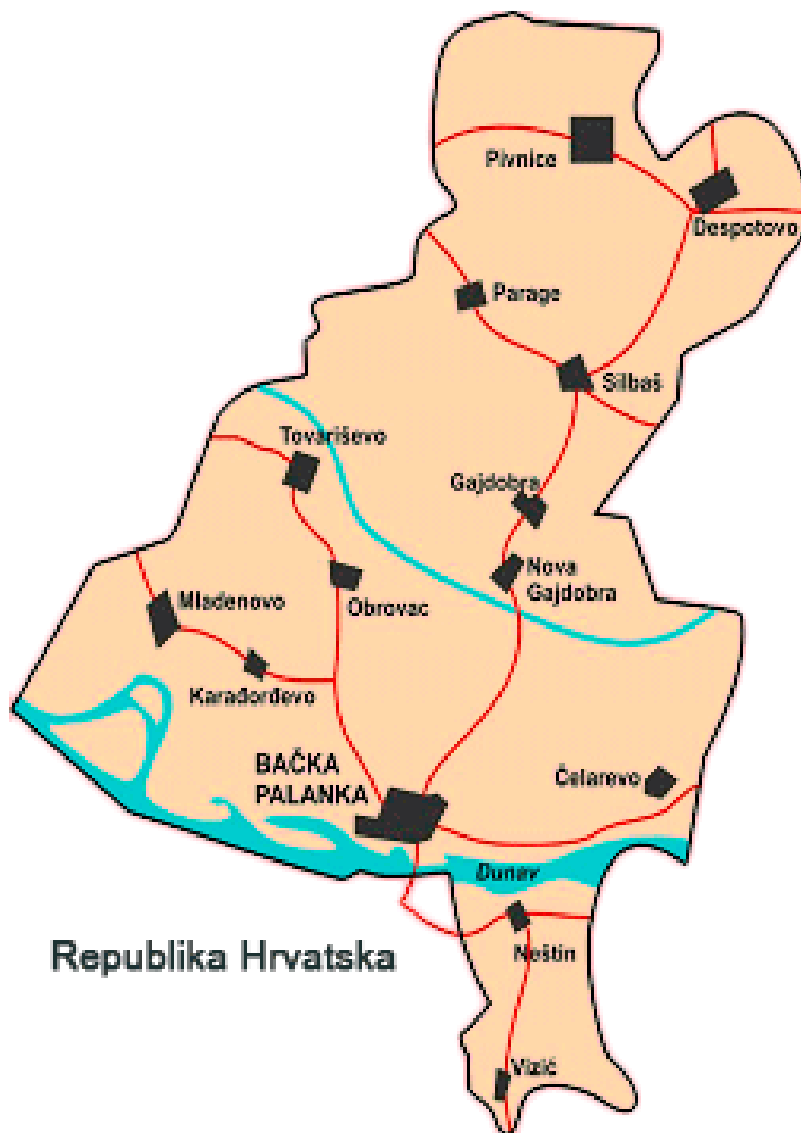 Pivnice
Despotovo
Parage
Silbaš
Tovariševo
Gajdobra
Nova
Gajdobra
Mladenovo
Obrovac
Karađorđevo
BAČKA
PALANKA
Čelarevo
Dunav
Neštin
Republika Hrvatska
Vizić